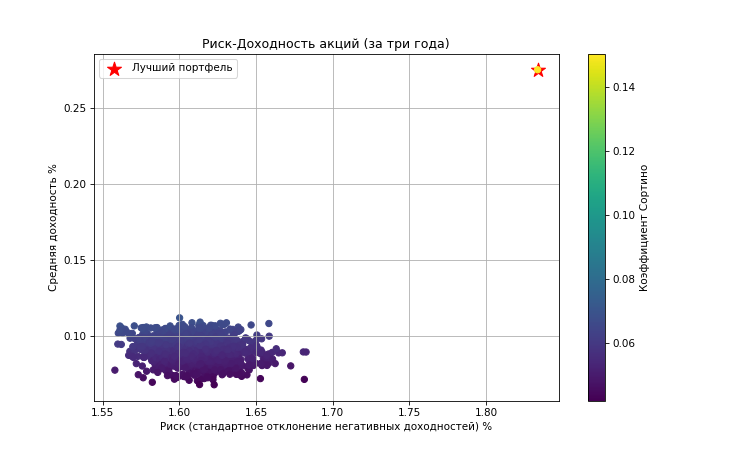 Риск-Доходность акций (за три года)
Лучший портфель
Средняя доходность %
0.25
0.20
0.15
0.10
1.55 1.60 1.65 1.70 1.75 1.80
Риск (стандартное отклонение негативных доходностей) %
0.14
0.12
0.10
0.08
0.06
Коэффициент Сортино